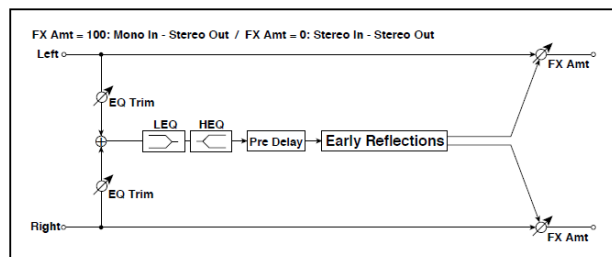 FX Amt = 100: Mono In - Stereo Out / FX Amt = 0: Stereo In - Stereo Out
Left
FX Amt
EQ Trim
LEQ
HEQ
Pre Delay
Early Reflections
EQ Trim
Right
FX Amt